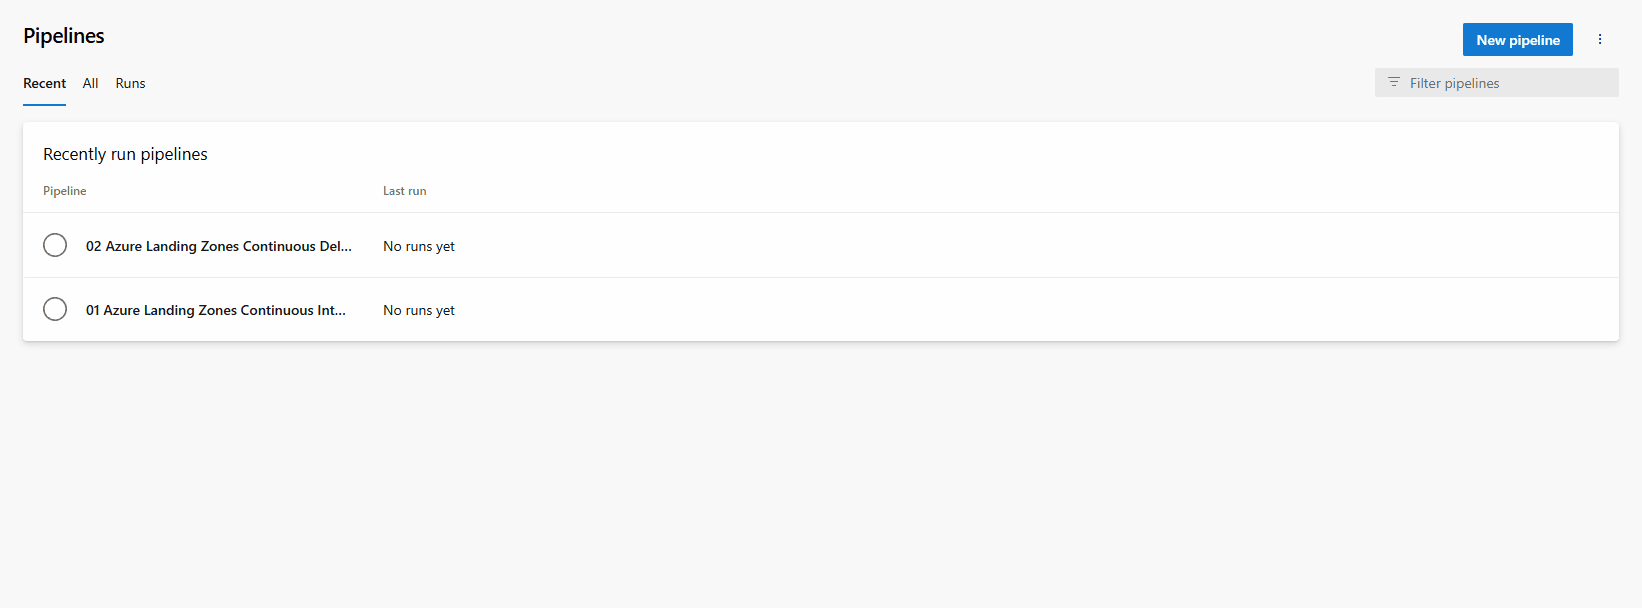 Pipelines
New pipeline
Recent All Runs
Filter pipelines
Recently run pipelines
Pipeline Last run
02 Azure Landing Zones Continuous Del... No runs yet
01 Azure Landing Zones Continuous Int... No runs yet